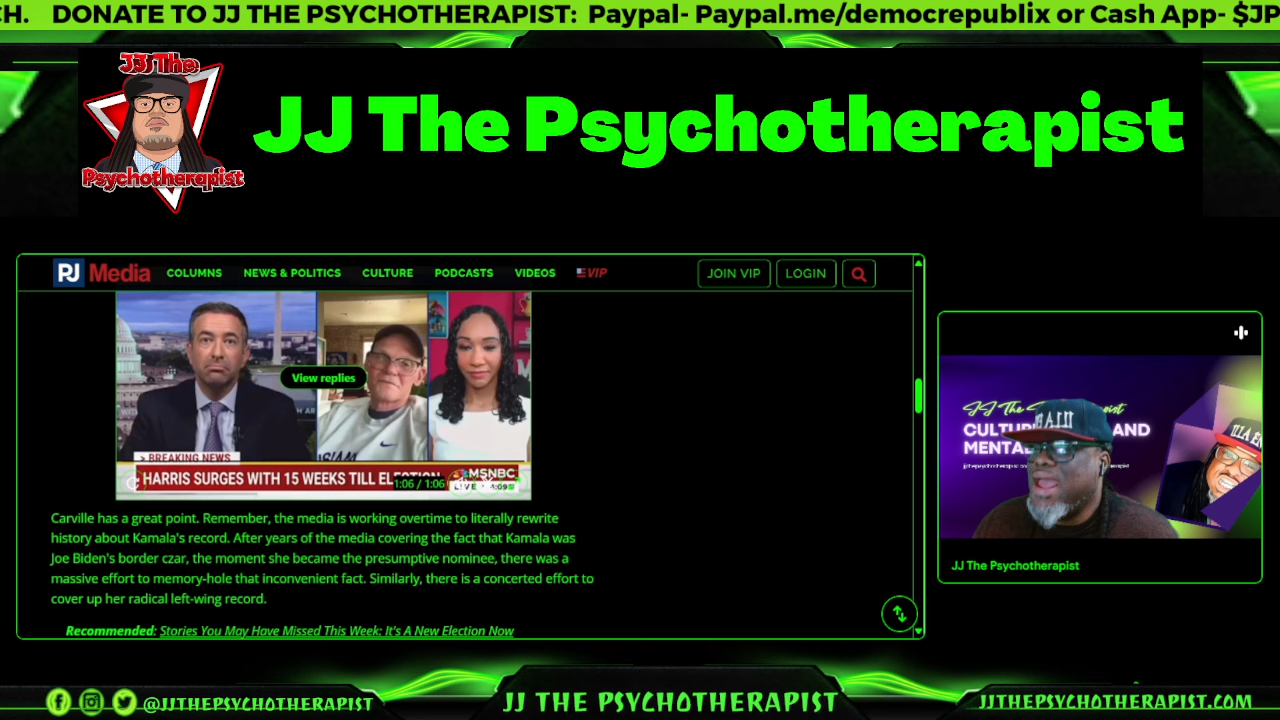 CH. DONATE TO JJ THE PSYCHOTHERAPIST: Paypal- Paypal.me/democrepublix or Cash App- $JP
JJ The
Psychotherapist
JJ The Psychotherapist
PJ Media
COLUMNS NEWS & POLITICS CULTURE PODCASTS VIDEOS VIP
JOIN VIP LOGIN
View replies
> BREAKING NEWS
HARRIS SURGES WITH 15 WEEKS TILL
1:06 / 1:06
MSNBC
Carville has a great point. Remember, the media is working overtime to literally rewrite
history about Kamala's record. After years of the media covering the fact that Kamala was
Joe Biden's border czar, the moment she became the presumptive nominee, there was a
massive effort to memory-hole that inconvenient fact. Similarly, there is a concerted effort to
cover up her radical left-wing record.
Recommended: Stories You May Have Missed This Week: It's A New Election Now
JJ The
AND
JJ The Psychotherapist
@JJTHEPSYCHOTHERAPIST
JJ THE PSYCHOTHERAPIST
JJTHEPSYCHOTHERAPIST.COM